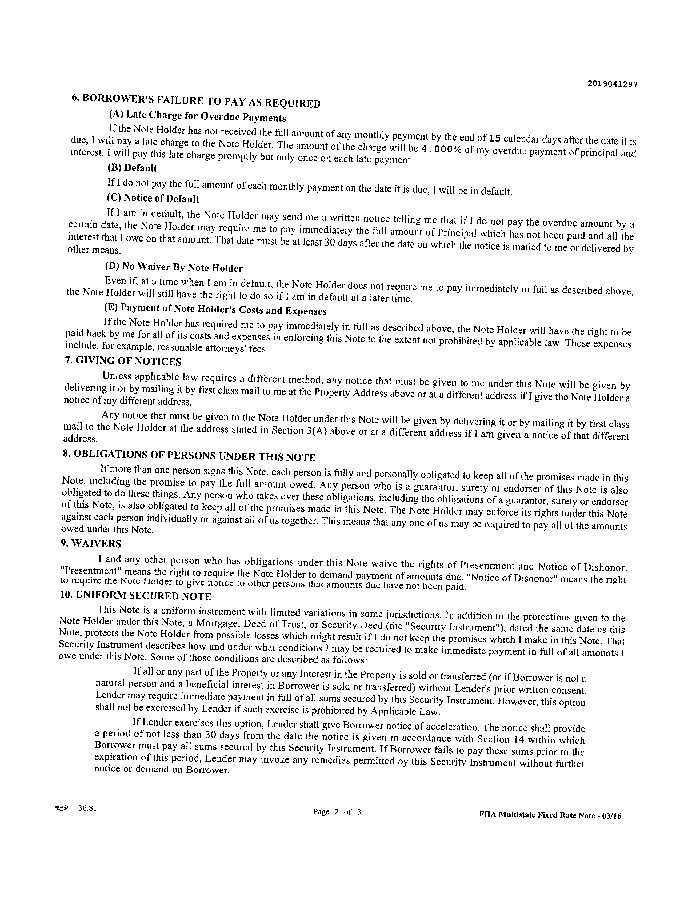 2019041297
6. BORROWER'S FAILURE TO PAY AS REQUIRED
(A) Late Charge for Overdue Payments
If the Note Holder has not received the full amount of any monthly payment by the end of 15 calendar days after the date it is
due, I will pay a late charge to the Note Holder. The amount of the charge will be 4.000% of my overdue payment of principal and
interest. I will pay this late charge promptly but only once on each late payment.
(B) Default
If I do not pay the full amount of each monthly payment on the date it is due, I will be in default.
(C) Notice of Default
If I am in default, the Note Holder may send me a written notice telling me that if I do not pay the overdue amount by a
certain date, the Note Holder may require me to pay immediately the full amount of Principal which has not been paid and all the
interest that I owe on that amount. That date must be at least 30 days after the date on which the notice is mailed to me or delivered by
other means.
(D) No Waiver By Note Holder
Even if, at a time when I am in default, the Note Holder does not require me to pay immediately in full as described above,
the Note Holder will still have the right to do so if I am in default at a later time.
(E) Payment of Note Holder's Costs and Expenses
If the Note Holder has required me to pay immediately in full as described above, the Note Holder will have the right to be
paid back by me for all of its costs and expenses in enforcing this Note to the extent not prohibited by applicable law. Those expenses
include, for example, reasonable attorneys' fees.
7. GIVING OF NOTICES
Unless applicable law requires a different method, any notice that must be given to me under this Note will be given by
delivering it or by mailing it by first class mail to me at the Property Address above or at a different address if I give the Note Holder a
notice of my different address.
Any notice that must be given to the Note Holder under this Note will be given by delivering it or by mailing it by first class
mail to the Note Holder at the address stated in Section 3(A) above or at a different address if I am given a notice of that different
address.
8. OBLIGATIONS OF PERSONS UNDER THIS NOTE
If more than one person signs this Note, each person is fully and personally obligated to keep all of the promises made in this
Note, including the promise to pay the full amount owed. Any person who is a guarantor, surety or endorser of this Note is also
obligated to do these things. Any person who takes over these obligations, including the obligations of a guarantor, surety or endorser
of this Note, is also obligated to keep all of the promises made in this Note. The Note Holder may enforce its rights under this Note
against each person individually or against all of us together. This means that any one of us may be required to pay all of the amounts
owed under this Note.
9. WAIVERS
I and any other person who has obligations under this Note waive the rights of Presentment and Notice of Dishonor.
"Presentment" means the right to require the Note Holder to demand payment of amounts due. "Notice of Dishonor" means the right
to require the Note Holder to give notice to other persons that amounts due have not been paid.
10. UNIFORM SECURED NOTE
This Note is a uniform instrument with limited variations in some jurisdictions. In addition to the protections given to the
Note Holder under this Note, a Mortgage, Deed of Trust, or Security Deed (the "Security Instrument"), dated the same date as this
Note, protects the Note Holder from possible losses which might result if I do not keep the promises which I make in this Note. That
Security Instrument describes how and under what conditions I may be required to make immediate payment in full of all amounts I
owe under this Note. Some of those conditions are described as follows:
If all or any part of the Property or any Interest in the Property is sold or transferred (or if Borrower is not a
natural person and a beneficial interest in Borrower is sold or transferred) without Lender's prior written consent,
Lender may require immediate payment in full of all sums secured by this Security Instrument. However, this option
shall not be exercised by Lender if such exercise is prohibited by Applicable Law.
If Lender exercises this option, Lender shall give Borrower notice of acceleration. The notice shall provide
a period of not less than 30 days from the date the notice is given in accordance with Section 14 within which
Borrower must pay all sums secured by this Security Instrument. If Borrower fails to pay these sums prior to the
expiration of this period, Lender may invoke any remedies permitted by this Security Instrument without further
notice or demand on Borrower.
Page 2 of 3
FHA Multistate Fixed Rate Note - 03/16